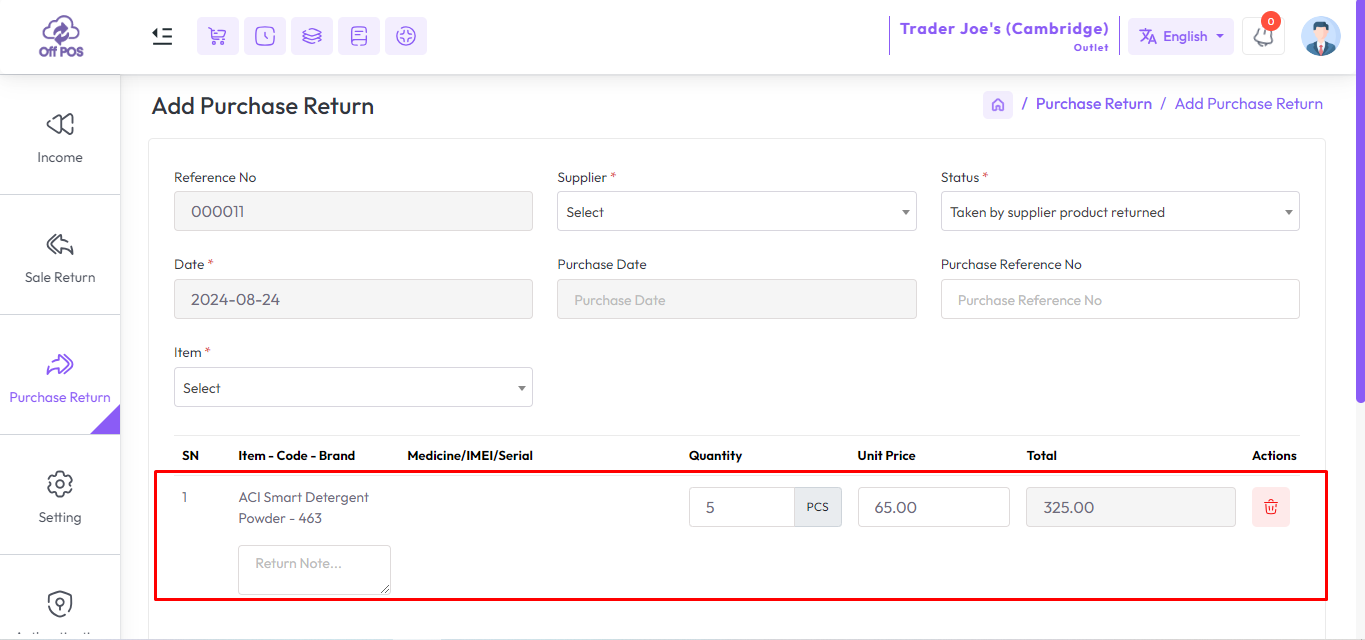 Off POS
Trader Joe's (Cambridge)
Outlet
English
0
Income
Sale Return
Purchase Return
Setting
Add Purchase Return
/ Purchase Return / Add Purchase Return
Reference No
Supplier *
Status *
000011
Select
Taken by supplier product returned
Date *
Purchase Date
Purchase Reference No
2024-08-24
Purchase Date
Purchase Reference No
Item *
Select
SN Item - Code - Brand Medicine/IMEI/Serial Quantity Unit Price Total Actions
1 ACI Smart Detergent 5 PCS 65.00 325.00
Powder - 463
Return Note...